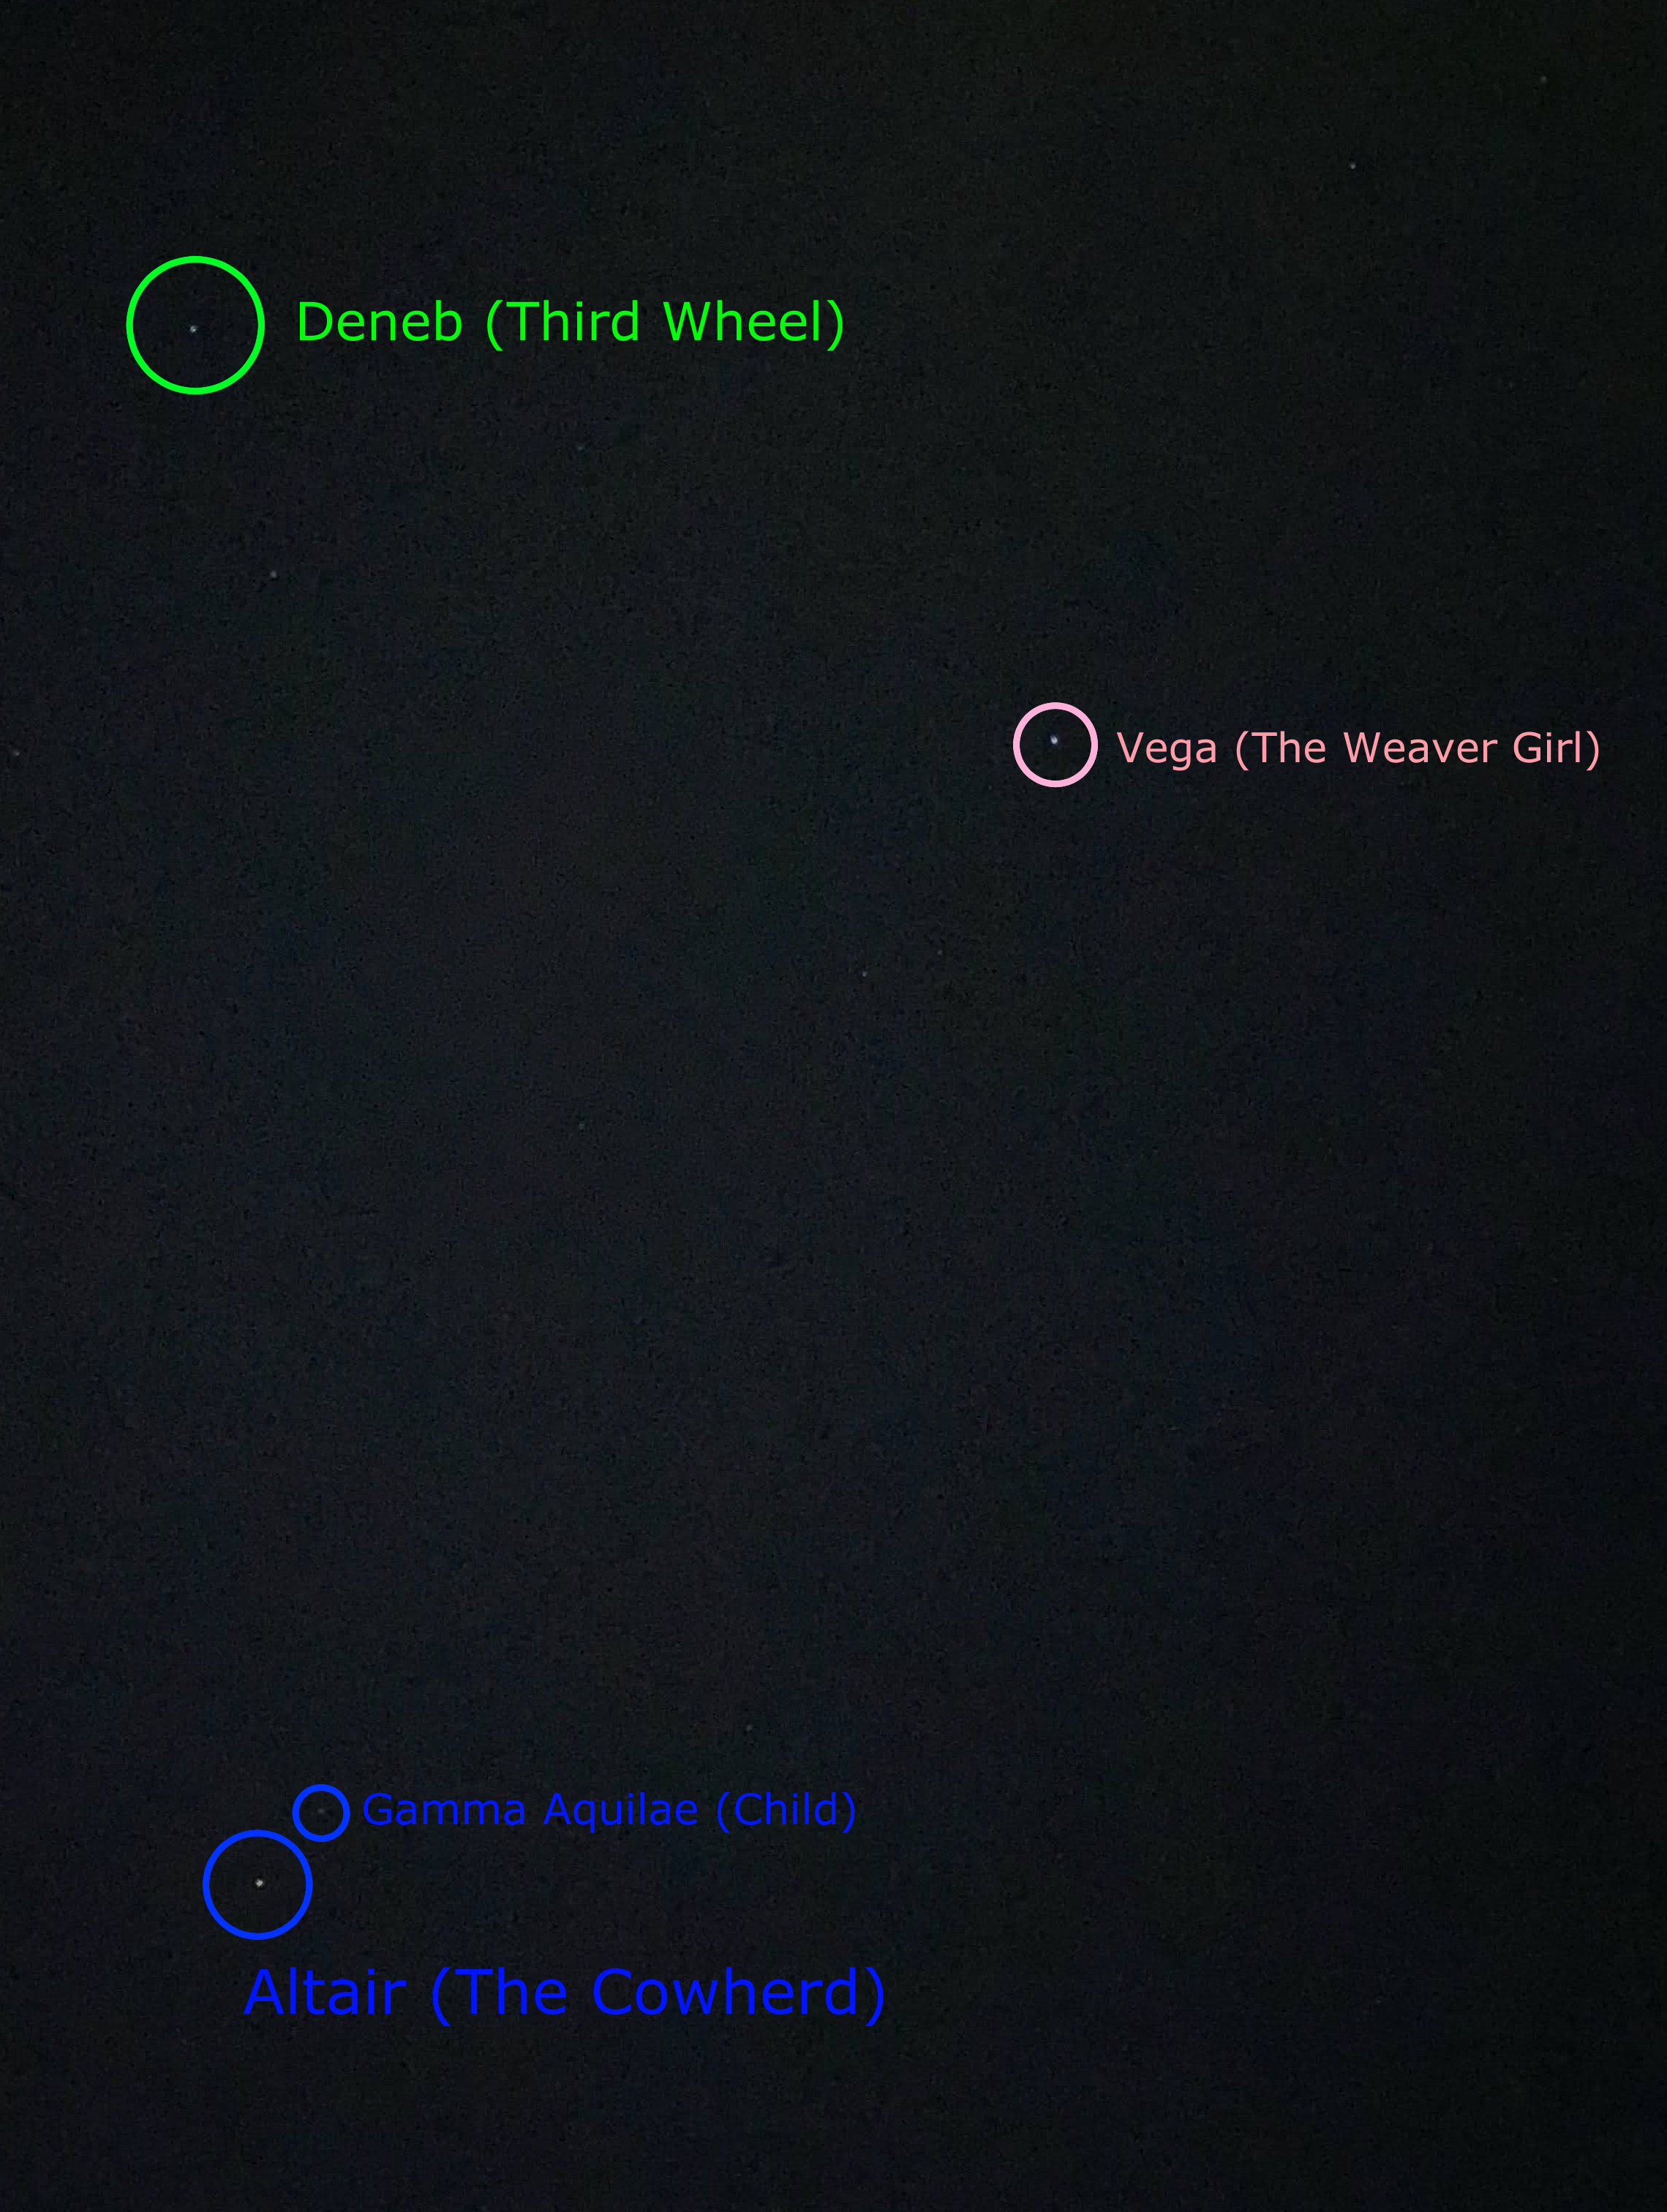 Deneb (Third Wheel)
Vega (The Weaver Girl)
Gamma Aquilae (Child)
Altair (The Cowherd)